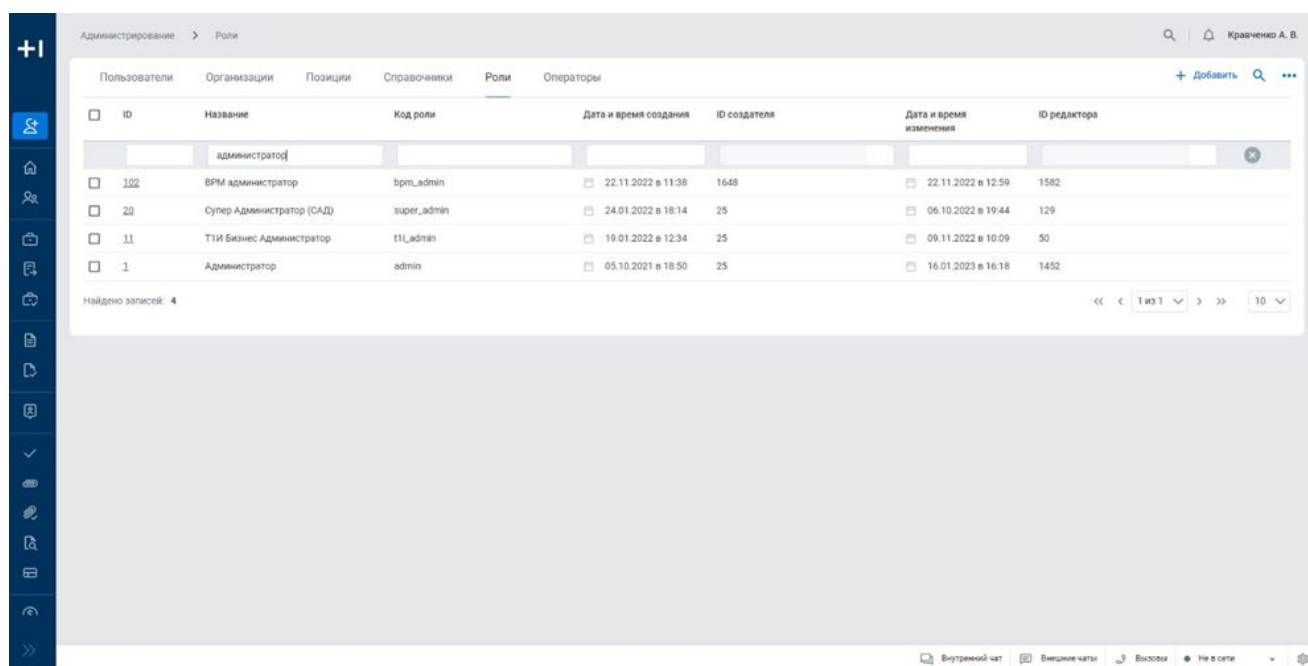 Администрирование > Роли Кравченко А. В.
Пользователи Организации Позиции Справочники Роли Операторы + Добавить
ID Название Код роли Дата и время создания ID создателя Дата и время изменения ID редактора
администратор
102 BPM администратор bpm_admin 22.11.2022 в 11:38 1648 22.11.2022 в 12:59 1582
20 Супер Администратор (САД) super_admin 24.01.2022 в 18:14 25 06.10.2022 в 19:44 129
11 Т1И Бизнес Администратор t1i_admin 19.01.2022 в 12:34 25 09.11.2022 в 10:09 50
1 Администратор admin 05.10.2021 в 18:50 25 16.01.2023 в 16:18 1452
Найдено записей: 4 << < 1 из 1 > >> 10
Внутренний чат Внешние чаты Вызовы Не в сети